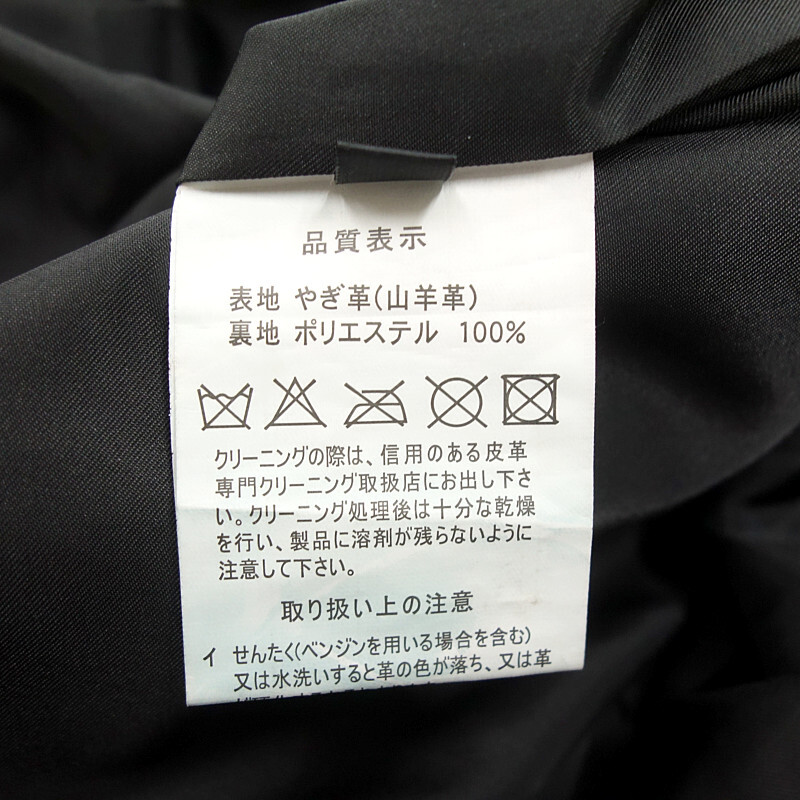 品質表示
表地 やぎ革(山羊革)
裏地 ポリエステル 100%
クリーニングの際は、信用のある皮革
専門クリーニング取扱店にお出し下さ
い。クリーニング処理後は十分な乾燥
を行い、製品に溶剤が残らないように
注意して下さい。
取り扱い上の注意
イ せんたく(ベンジンを用いる場合を含む)
又は水洗いすると革の色が落ち、又は革